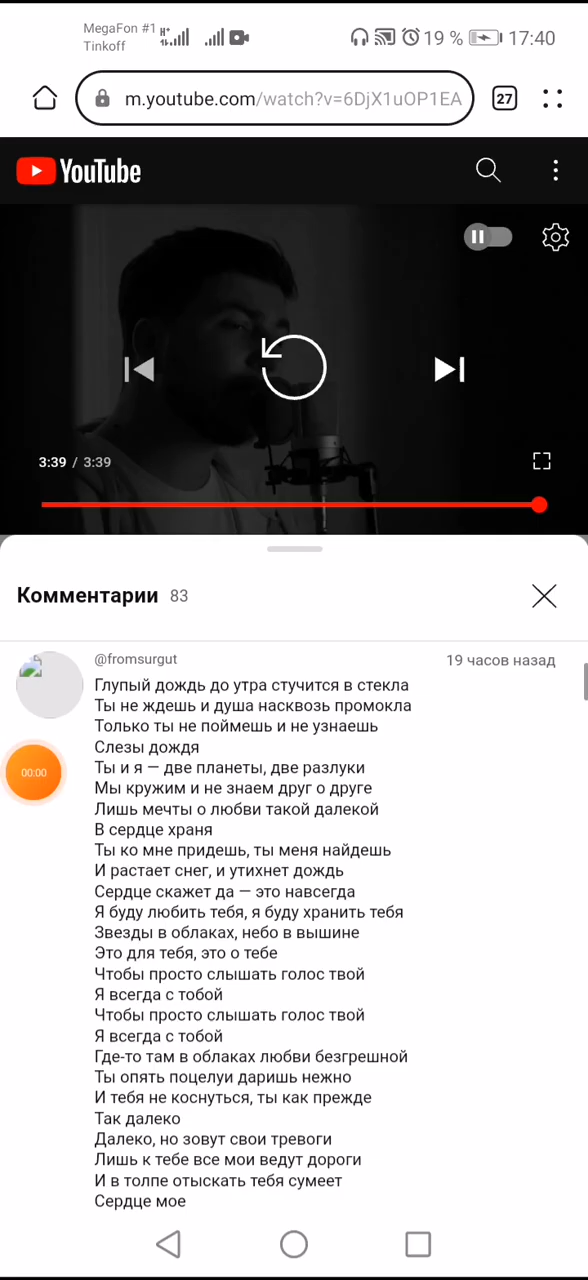 MegaFon #1
Tinkoff
H+
19 %
17:40
m.youtube.com/watch?v=6DjX1uOP1EA
27
YouTube
3:39 / 3:39
Комментарии 83
@fromsurgut
19 часов назад
Глупый дождь до утра стучится в стекла
Ты не ждешь и душа насквозь промокла
Только ты не поймешь и не узнаешь
Слезы дождя
00:00
Ты и я — две планеты, две разлуки
Мы кружим и не знаем друг о друге
Лишь мечты о любви такой далекой
В сердце храня
Ты ко мне придешь, ты меня найдешь
И растает снег, и утихнет дождь
Сердце скажет да — это навсегда
Я буду любить тебя, я буду хранить тебя
Звезды в облаках, небо в вышине
Это для тебя, это о тебе
Чтобы просто слышать голос твой
Я всегда с тобой
Чтобы просто слышать голос твой
Я всегда с тобой
Где-то там в облаках любви безгрешной
Ты опять поцелуи даришь нежно
И тебя не коснуться, ты как прежде
Так далеко
Далеко, но зовут свои тревоги
Лишь к тебе все мои ведут дороги
И в толпе отыскать тебя сумеет
Сердце мое